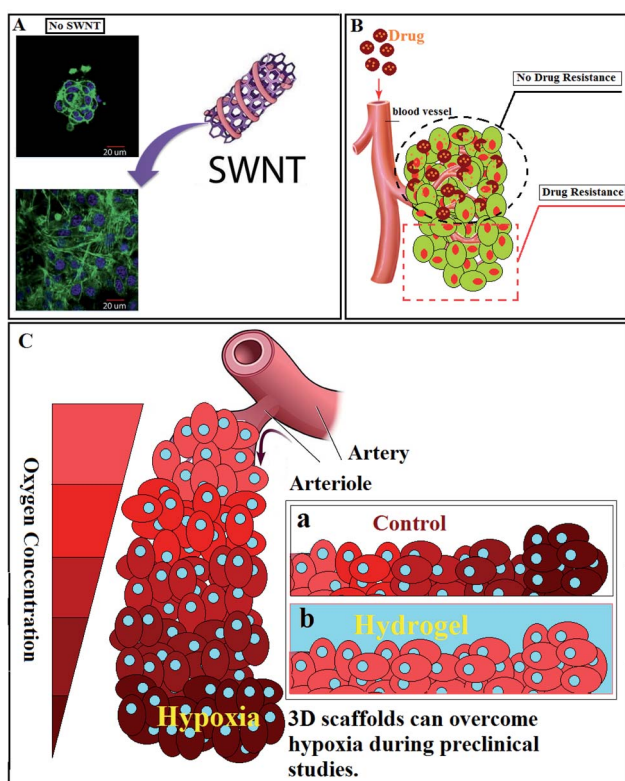 A
No SWNT
20 um
SWNT
20 um
B
Drug
No Drug Resistance
blood vessel
Drug Resistance
C
Oxygen Concentration
Artery
Arteriole
a
Control
b
Hydrogel
Hypoxia
3D scaffolds can overcome
hypoxia during preclinical
studies.